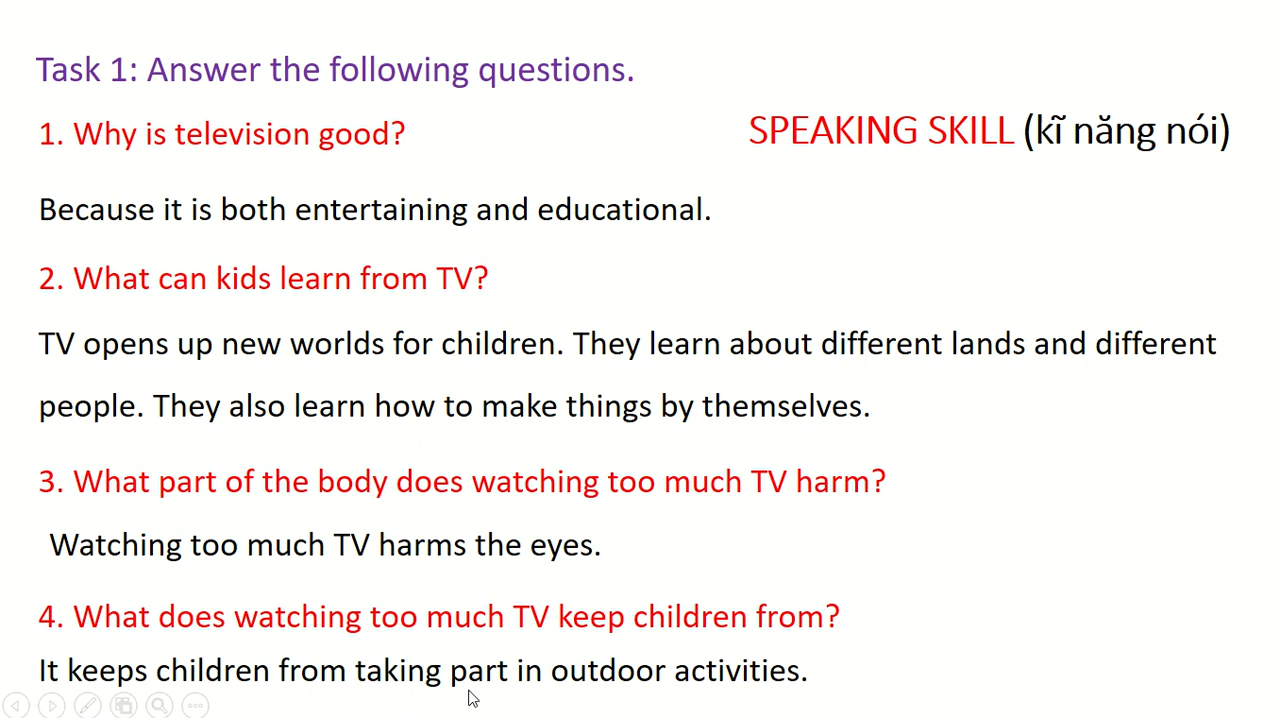 Task 1: Answer the following questions.
1. Why is television good?
SPEAKING SKILL (kĩ năng nói)
Because it is both entertaining and educational.
2. What can kids learn from TV?
TV opens up new worlds for children. They learn about different lands and different
people. They also learn how to make things by themselves.
3. What part of the body does watching too much TV harm?
Watching too much TV harms the eyes.
4. What does watching too much TV keep children from?
It keeps children from taking part in outdoor activities.